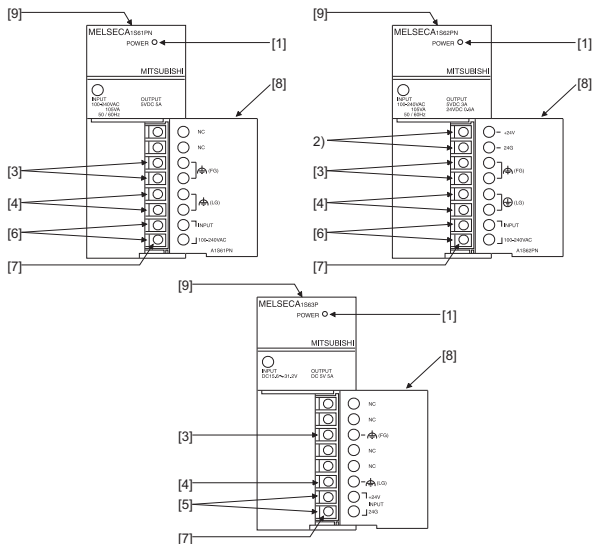 [9]
MELSECA1S61PN
POWER
[1]
MITSUBISHI
[8]
INPUT
100-240VAC
105VA
50 / 60Hz
OUTPUT
5VDC 5A
NC
NC
[3]
(FG)
[4]
(LG)
[6]
INPUT
100-240VAC
[7]
A1S61PN
[9]
MELSECA1S62PN
POWER
[1]
MITSUBISHI
[8]
INPUT
100-240VAC
105VA
50 / 60Hz
OUTPUT
5VDC 3A
24VDC 0.6A
2)
+24V
24G
[3]
(FG)
[4]
(LG)
[6]
INPUT
100-240VAC
[7]
A1S62PN
[9]
MELSECA1S63P
POWER
[1]
MITSUBISHI
[8]
INPUT
DC15.6~31.2V
OUTPUT
DC 5V 5A
NC
NC
[3]
(FG)
NC
NC
[4]
(LG)
[5]
+24V
INPUT
24G
[7]